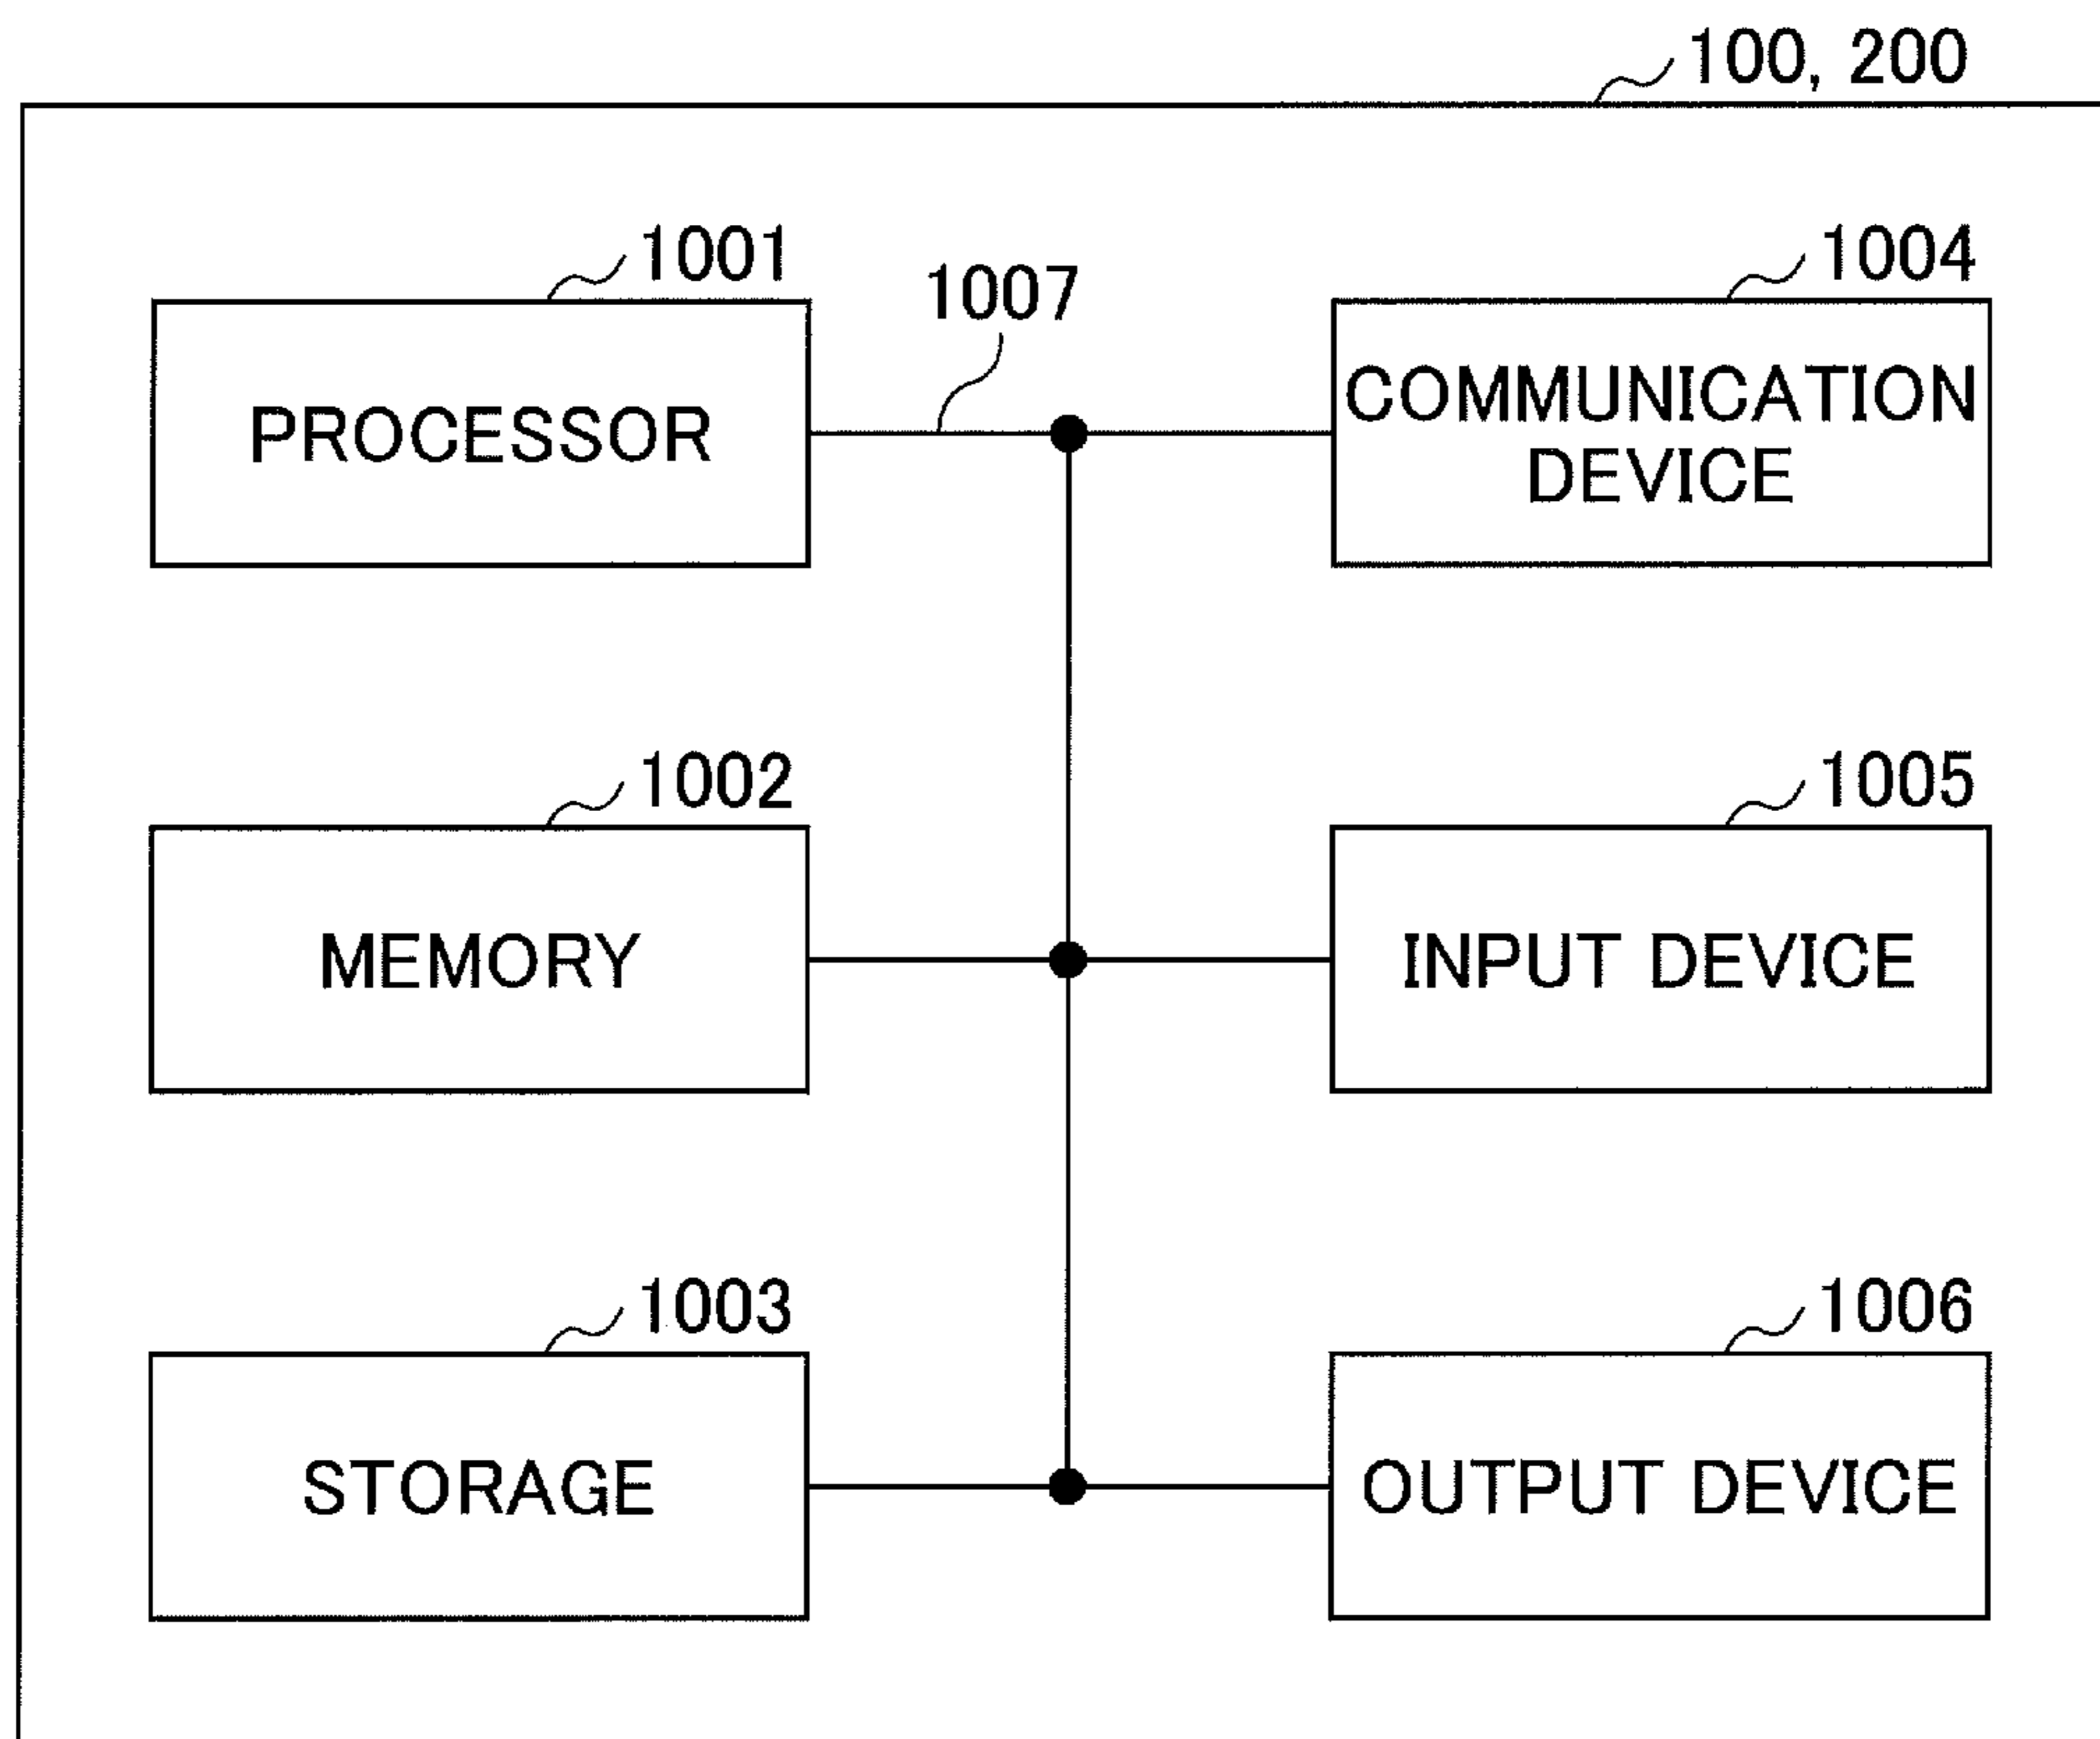 100, 200
1001
1007
1004
PROCESSOR
COMMUNICATION
DEVICE
1002
1005
MEMORY
INPUT DEVICE
1003
1006
STORAGE
OUTPUT DEVICE